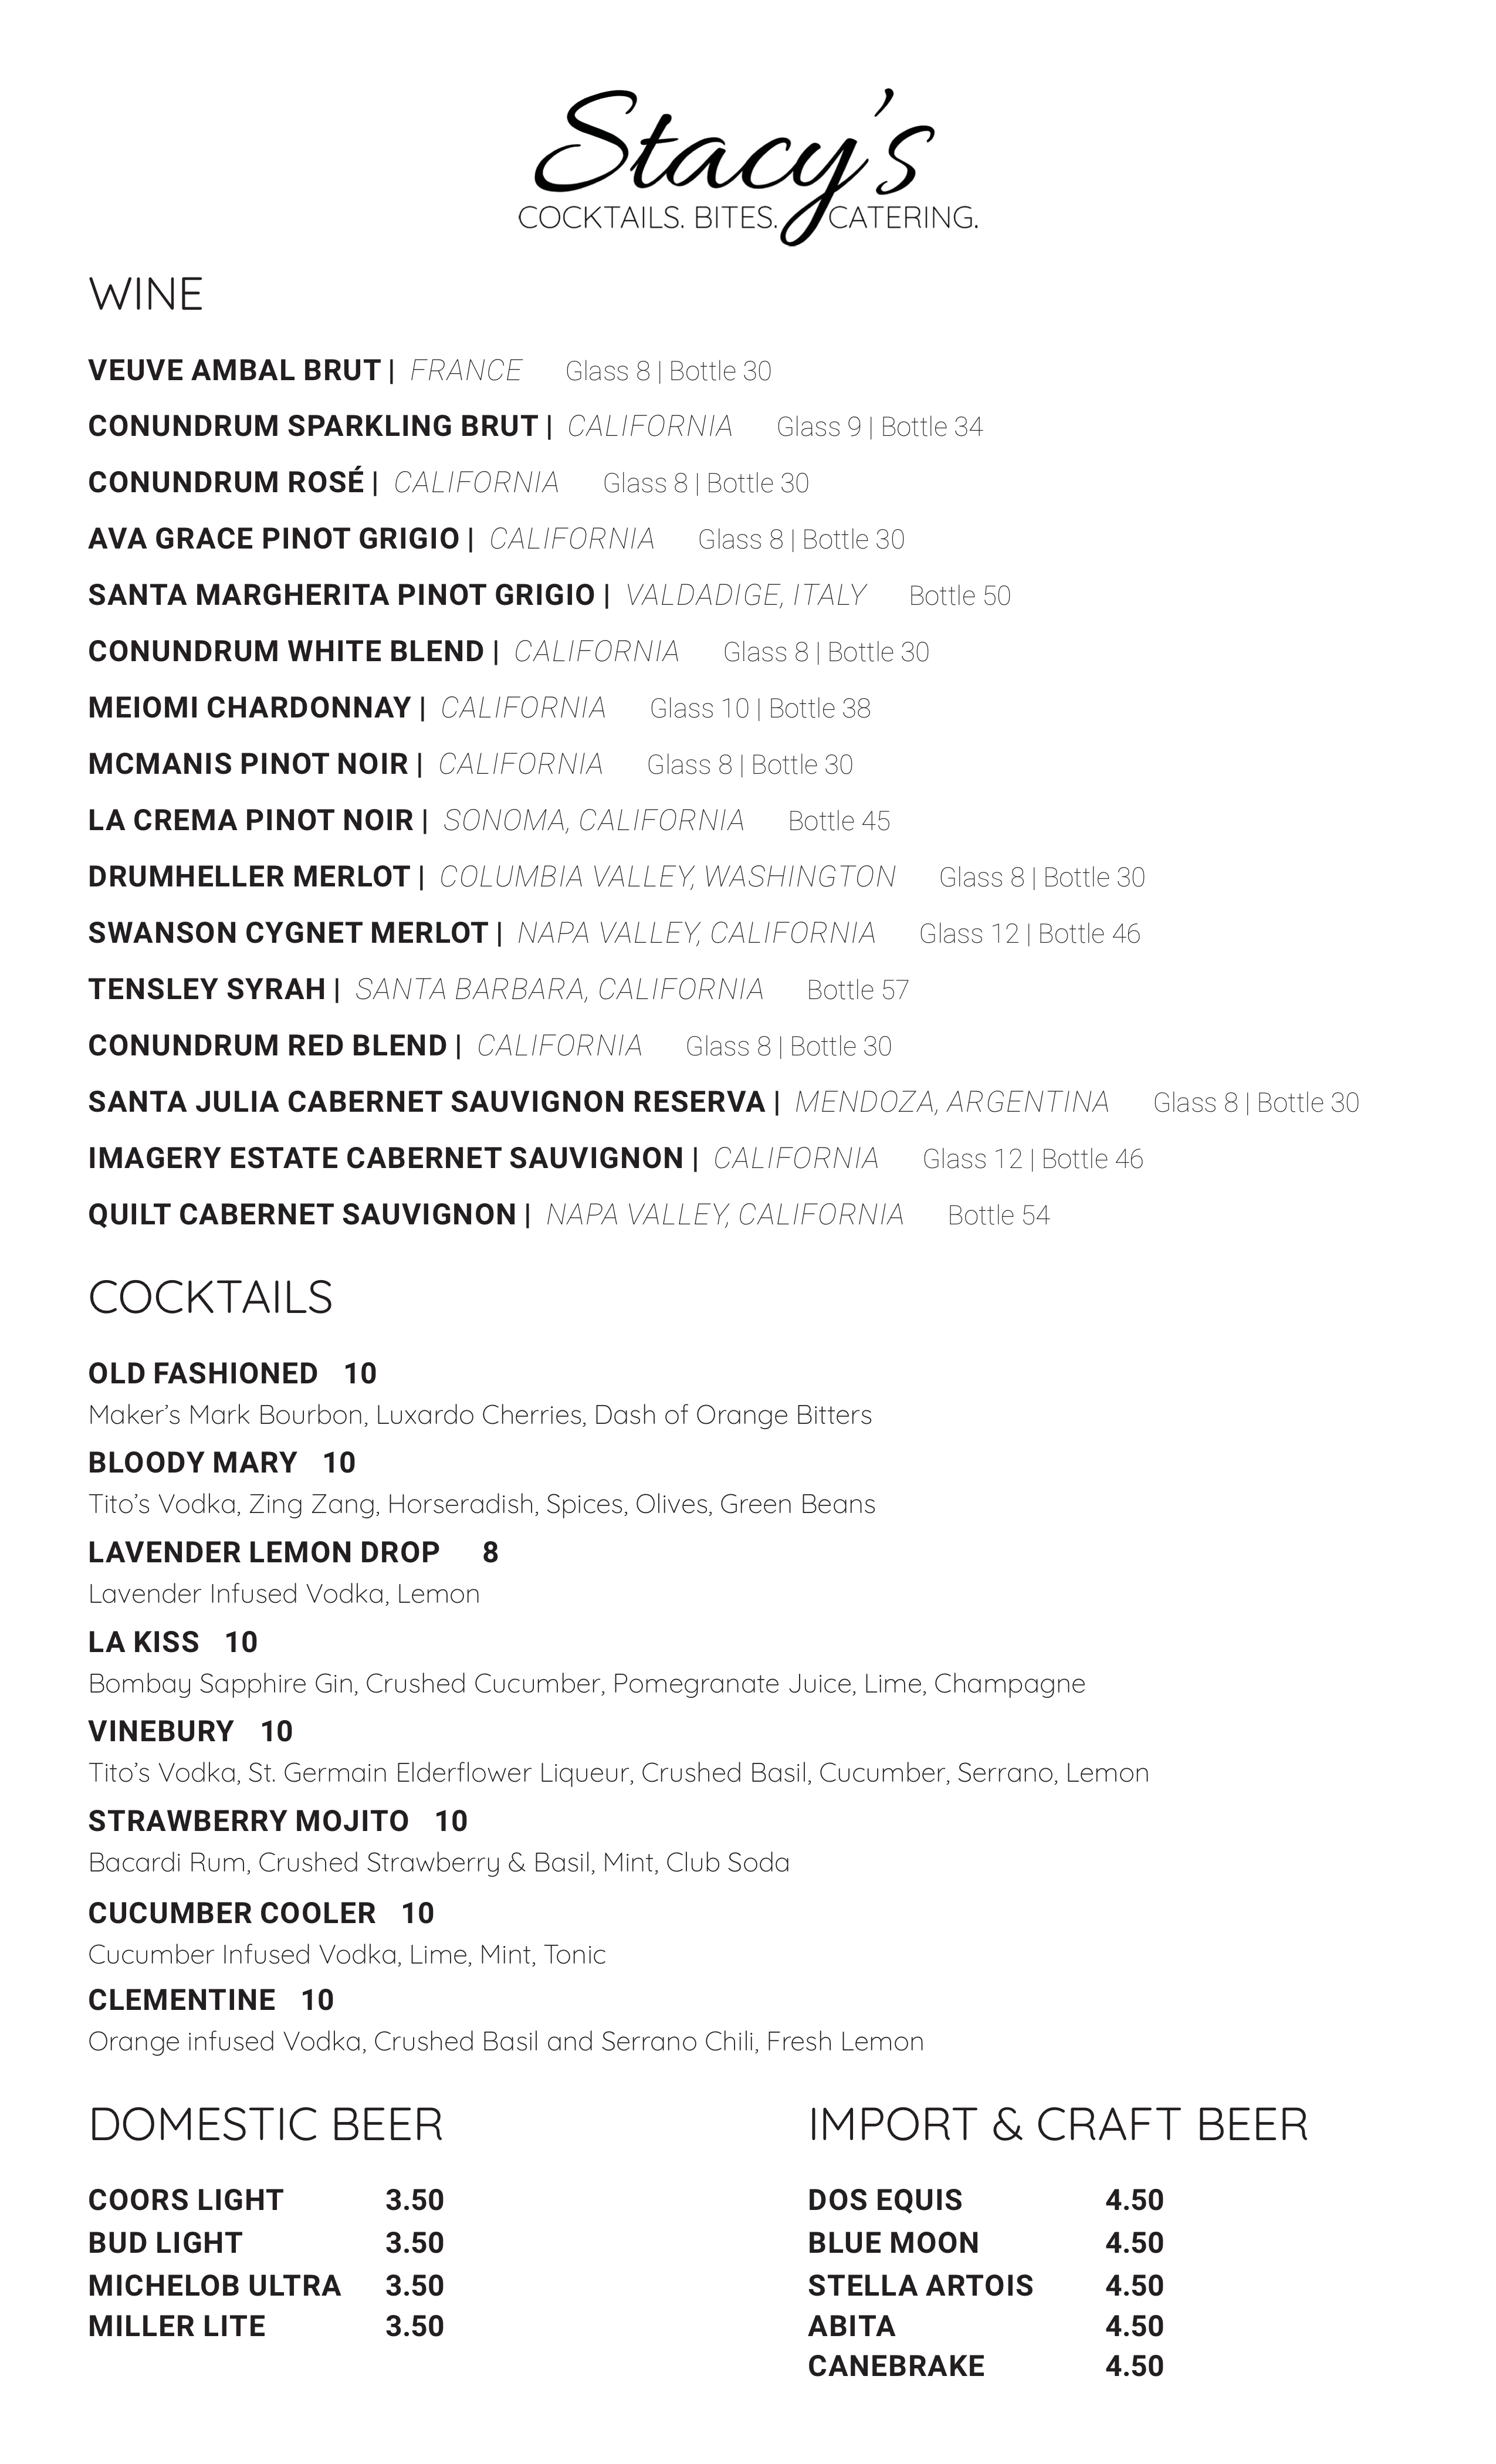 Stacy's
COCKTAILS. BITES. CATERING.
WINE
VEUVE AMBAL BRUT | FRANCE Glass 8 | Bottle 30
CONUNDRUM SPARKLING BRUT | CALIFORNIA Glass 9 | Bottle 34
CONUNDRUM ROSÉ | CALIFORNIA Glass 8 | Bottle 30
AVA GRACE PINOT GRIGIO | CALIFORNIA Glass 8 | Bottle 30
SANTA MARGHERITA PINOT GRIGIO | VALDADIGE, ITALY Bottle 50
CONUNDRUM WHITE BLEND | CALIFORNIA Glass 8 | Bottle 30
MEIOMI CHARDONNAY | CALIFORNIA Glass 10 | Bottle 38
MCMANIS PINOT NOIR | CALIFORNIA Glass 8 | Bottle 30
LA CREMA PINOT NOIR | SONOMA, CALIFORNIA Bottle 45
DRUMHELLER MERLOT | COLUMBIA VALLEY, WASHINGTON Glass 8 | Bottle 30
SWANSON CYGNET MERLOT | NAPA VALLEY, CALIFORNIA Glass 12 | Bottle 46
TENSLEY SYRAH | SANTA BARBARA, CALIFORNIA Bottle 57
CONUNDRUM RED BLEND | CALIFORNIA Glass 8 | Bottle 30
SANTA JULIA CABERNET SAUVIGNON RESERVA | MENDOZA, ARGENTINA Glass 8 | Bottle 30
IMAGERY ESTATE CABERNET SAUVIGNON | CALIFORNIA Glass 12 | Bottle 46
QUILT CABERNET SAUVIGNON | NAPA VALLEY, CALIFORNIA Bottle 54
COCKTAILS
OLD FASHIONED 10
Maker's Mark Bourbon, Luxardo Cherries, Dash of Orange Bitters
BLOODY MARY 10
Tito's Vodka, Zing Zang, Horseradish, Spices, Olives, Green Beans
LAVENDER LEMON DROP 8
Lavender Infused Vodka, Lemon
LA KISS 10
Bombay Sapphire Gin, Crushed Cucumber, Pomegranate Juice, Lime, Champagne
VINEBURY 10
Tito's Vodka, St. Germain Elderflower Liqueur, Crushed Basil, Cucumber, Serrano, Lemon
STRAWBERRY MOJITO 10
Bacardi Rum, Crushed Strawberry & Basil, Mint, Club Soda
CUCUMBER COOLER 10
Cucumber Infused Vodka, Lime, Mint, Tonic
CLEMENTINE 10
Orange infused Vodka, Crushed Basil and Serrano Chili, Fresh Lemon
DOMESTIC BEER
COORS LIGHT 3.50
BUD LIGHT 3.50
MICHELOB ULTRA 3.50
MILLER LITE 3.50
IMPORT & CRAFT BEER
DOS EQUIS 4.50
BLUE MOON 4.50
STELLA ARTOIS 4.50
ABITA 4.50
CANEBRAKE 4.50